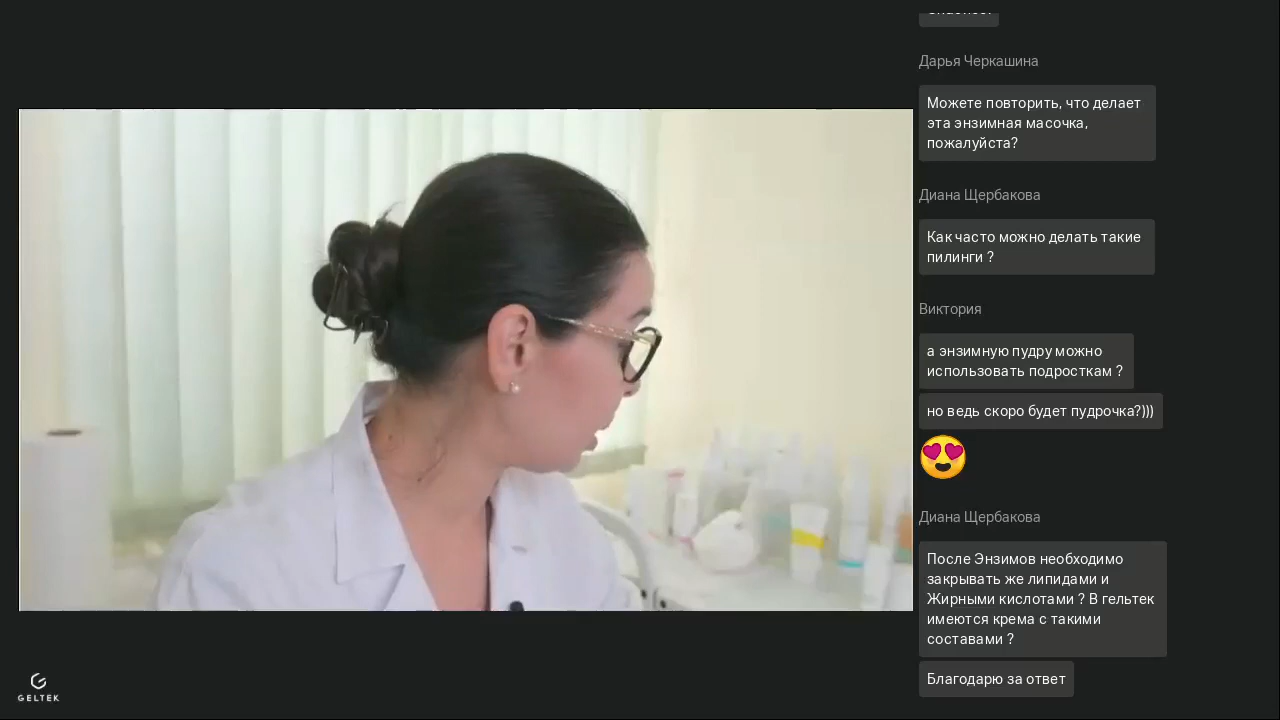 Дарья Черкашина
Можете повторить, что делает
эта энзимная масочка,
пожалуйста?
Диана Щербакова
Как часто можно делать такие
пилинги ?
Виктория
а энзимную пудру можно
использовать подросткам ?
но ведь скоро будет пудрочка?)))
Диана Щербакова
После Энзимов необходимо
закрывать же липидами и
Жирными кислотами ? В гельтек
имеются крема с такими
составами ?
Благодарю за ответ
GELTEK